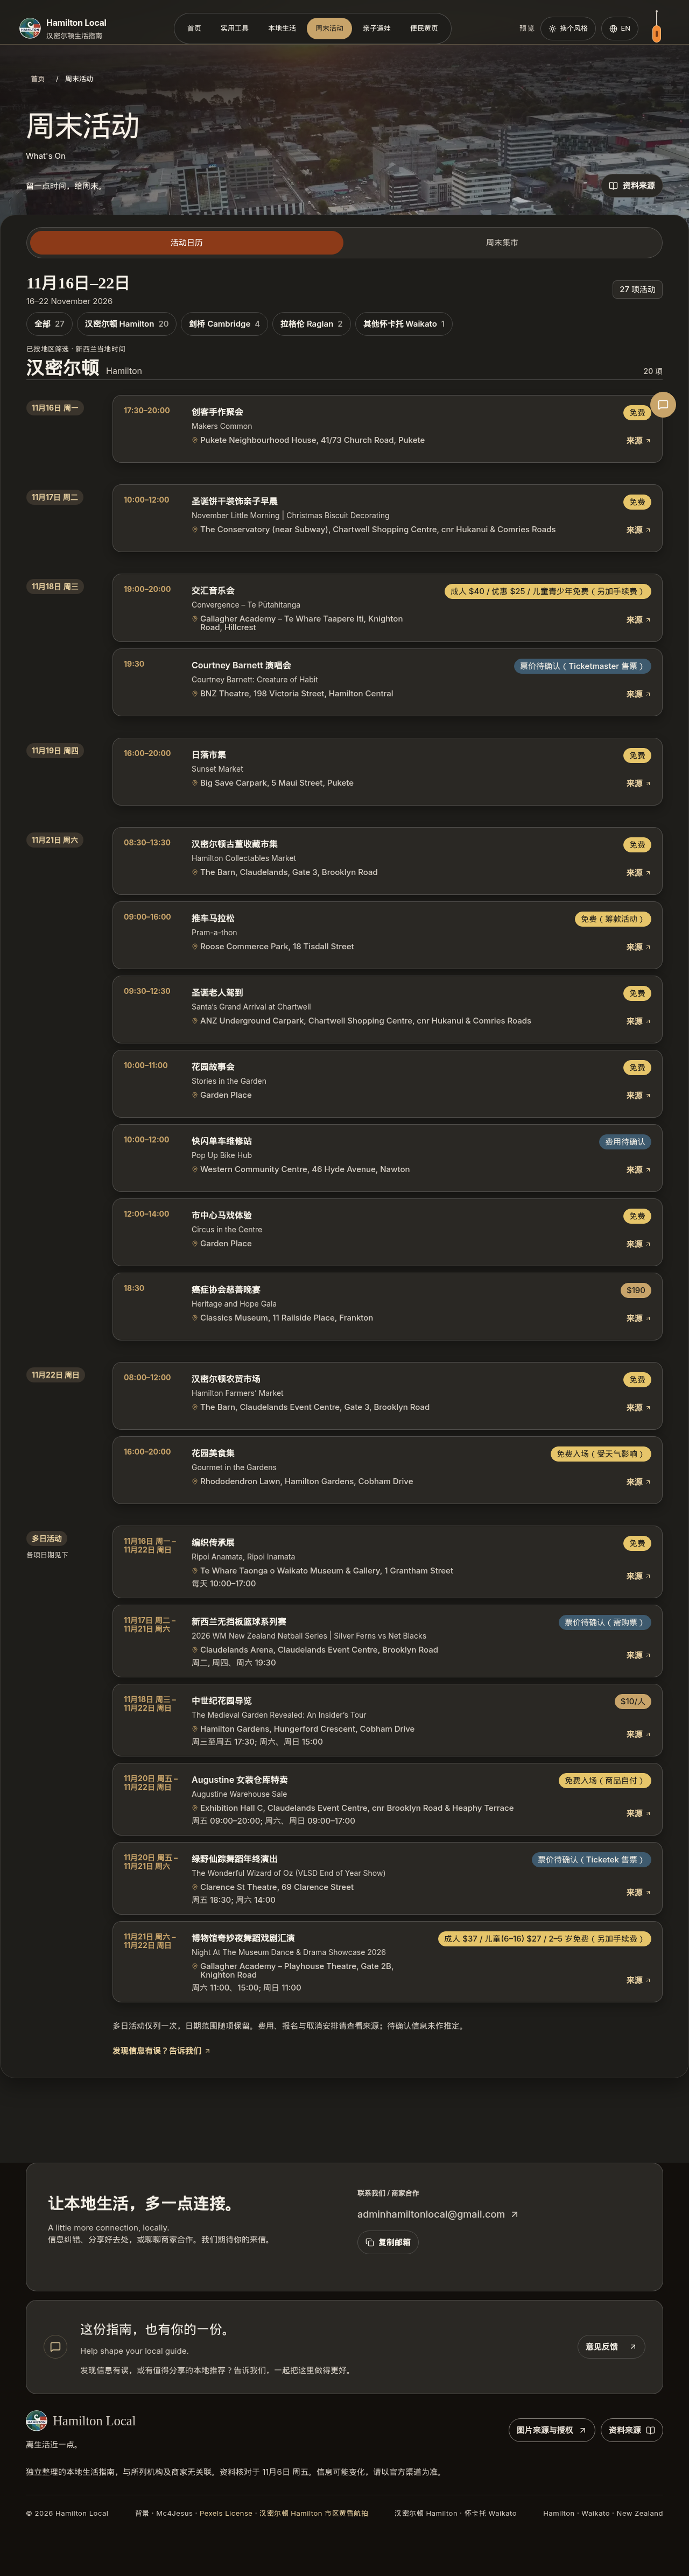 Hamilton Local
汉密尔顿生活指南
首页
实用工具
本地生活
周末活动
亲子遛娃
便民黄页
预览
换个风格
EN
首页 / 周末活动
周末活动
What's On
留一点时间，给周末。
资料来源
活动日历
周末集市
11月16日–22日
16–22 November 2026
27 项活动
全部 27
汉密尔顿 Hamilton 20
剑桥 Cambridge 4
拉格伦 Raglan 2
其他怀卡托 Waikato 1
已按地区筛选 · 新西兰当地时间
汉密尔顿 Hamilton
20 项
11月16日 周一
17:30–20:00
创客手作聚会
免费
Makers Common
Pukete Neighbourhood House, 41/73 Church Road, Pukete
来源
11月17日 周二
10:00–12:00
圣诞饼干装饰亲子早晨
免费
November Little Morning | Christmas Biscuit Decorating
The Conservatory (near Subway), Chartwell Shopping Centre, cnr Hukanui & Comries Roads
来源
11月18日 周三
19:00–20:00
交汇音乐会
成人 $40 / 优惠 $25 / 儿童青少年免费（另加手续费）
Convergence – Te Pūtahitanga
Gallagher Academy – Te Whare Taapere Iti, Knighton
Road, Hillcrest
来源
19:30
Courtney Barnett 演唱会
票价待确认（Ticketmaster 售票）
Courtney Barnett: Creature of Habit
BNZ Theatre, 198 Victoria Street, Hamilton Central
来源
11月19日 周四
16:00–20:00
日落市集
免费
Sunset Market
Big Save Carpark, 5 Maui Street, Pukete
来源
11月21日 周六
08:30–13:30
汉密尔顿古董收藏市集
免费
Hamilton Collectables Market
The Barn, Claudelands, Gate 3, Brooklyn Road
来源
09:00–16:00
推车马拉松
免费（筹款活动）
Pram-a-thon
Roose Commerce Park, 18 Tisdall Street
来源
09:30–12:30
圣诞老人驾到
免费
Santa's Grand Arrival at Chartwell
ANZ Underground Carpark, Chartwell Shopping Centre, cnr Hukanui & Comries Roads
来源
10:00–11:00
花园故事会
免费
Stories in the Garden
Garden Place
来源
10:00–12:00
快闪单车维修站
费用待确认
Pop Up Bike Hub
Western Community Centre, 46 Hyde Avenue, Nawton
来源
12:00–14:00
市中心马戏体验
免费
Circus in the Centre
Garden Place
来源
18:30
癌症协会慈善晚宴
$190
Heritage and Hope Gala
Classics Museum, 11 Railside Place, Frankton
来源
11月22日 周日
08:00–12:00
汉密尔顿农贸市场
免费
Hamilton Farmers' Market
The Barn, Claudelands Event Centre, Gate 3, Brooklyn Road
来源
16:00–20:00
花园美食集
免费入场（受天气影响）
Gourmet in the Gardens
Rhododendron Lawn, Hamilton Gardens, Cobham Drive
来源
多日活动
各项日期见下
11月16日 周一 –
11月22日 周日
编织传承展
免费
Ripoi Anamata, Ripoi Inamata
Te Whare Taonga o Waikato Museum & Gallery, 1 Grantham Street
每天 10:00–17:00
来源
11月17日 周二 –
11月21日 周六
新西兰无挡板篮球系列赛
票价待确认（需购票）
2026 WM New Zealand Netball Series | Silver Ferns vs Net Blacks
Claudelands Arena, Claudelands Event Centre, Brooklyn Road
周二, 周四、周六 19:30
来源
11月18日 周三 –
11月22日 周日
中世纪花园导览
$10/人
The Medieval Garden Revealed: An Insider's Tour
Hamilton Gardens, Hungerford Crescent, Cobham Drive
周三至周五 17:30; 周六、周日 15:00
来源
11月20日 周五 –
11月22日 周日
Augustine 女装仓库特卖
免费入场（商品自付）
Augustine Warehouse Sale
Exhibition Hall C, Claudelands Event Centre, cnr Brooklyn Road & Heaphy Terrace
周五 09:00–20:00; 周六、周日 09:00–17:00
来源
11月20日 周五 –
11月21日 周六
绿野仙踪舞蹈年终演出
票价待确认（Ticketek 售票）
The Wonderful Wizard of Oz (VLSD End of Year Show)
Clarence St Theatre, 69 Clarence Street
周五 18:30; 周六 14:00
来源
11月21日 周六 –
11月22日 周日
博物馆奇妙夜舞蹈戏剧汇演
成人 $37 / 儿童(6–16) $27 / 2–5 岁免费（另加手续费）
Night At The Museum Dance & Drama Showcase 2026
Gallagher Academy – Playhouse Theatre, Gate 2B,
Knighton Road
周六 11:00、15:00; 周日 11:00
来源
多日活动仅列一次，日期范围随项保留。费用、报名与取消安排请查看来源；待确认信息未作推定。
发现信息有误？告诉我们
让本地生活，多一点连接。
A little more connection, locally.
信息纠错、分享好去处，或聊聊商家合作。我们期待你的来信。
联系我们 / 商家合作
adminhamiltonlocal@gmail.com
复制邮箱
这份指南，也有你的一份。
Help shape your local guide.
发现信息有误，或有值得分享的本地推荐？告诉我们，一起把这里做得更好。
意见反馈
Hamilton Local
离生活近一点。
图片来源与授权
资料来源
独立整理的本地生活指南，与所列机构及商家无关联。资料核对于 11月6日 周五。信息可能变化，请以官方渠道为准。
© 2026 Hamilton Local
背景 · Mc4Jesus · Pexels License · 汉密尔顿 Hamilton 市区黄昏航拍
汉密尔顿 Hamilton · 怀卡托 Waikato
Hamilton · Waikato · New Zealand